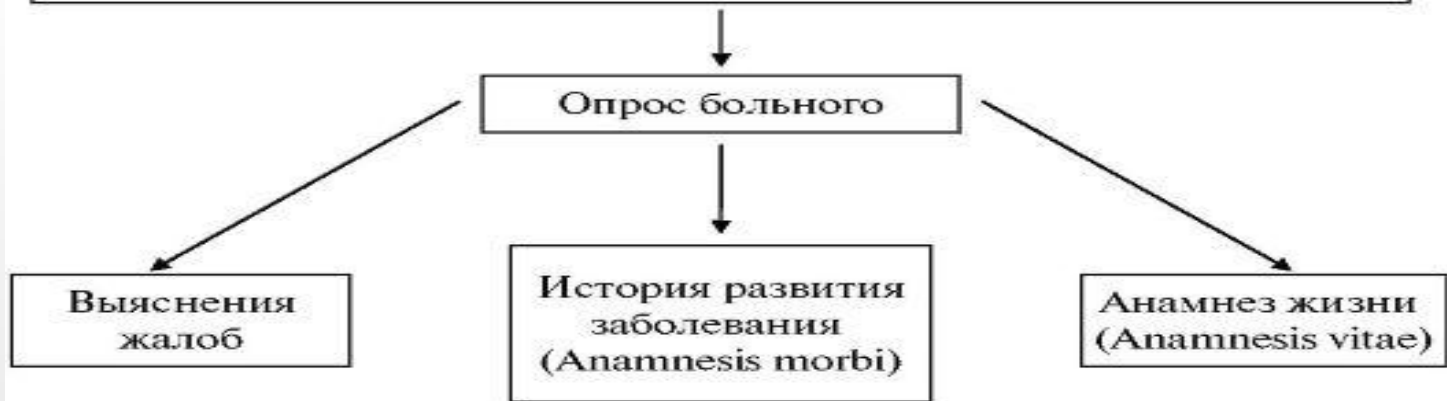 Опрос больного
Выяснения
жалоб
История развития
заболевания
(Anamnesis morbi)
Анамнез жизни
(Anamnesis vitae)